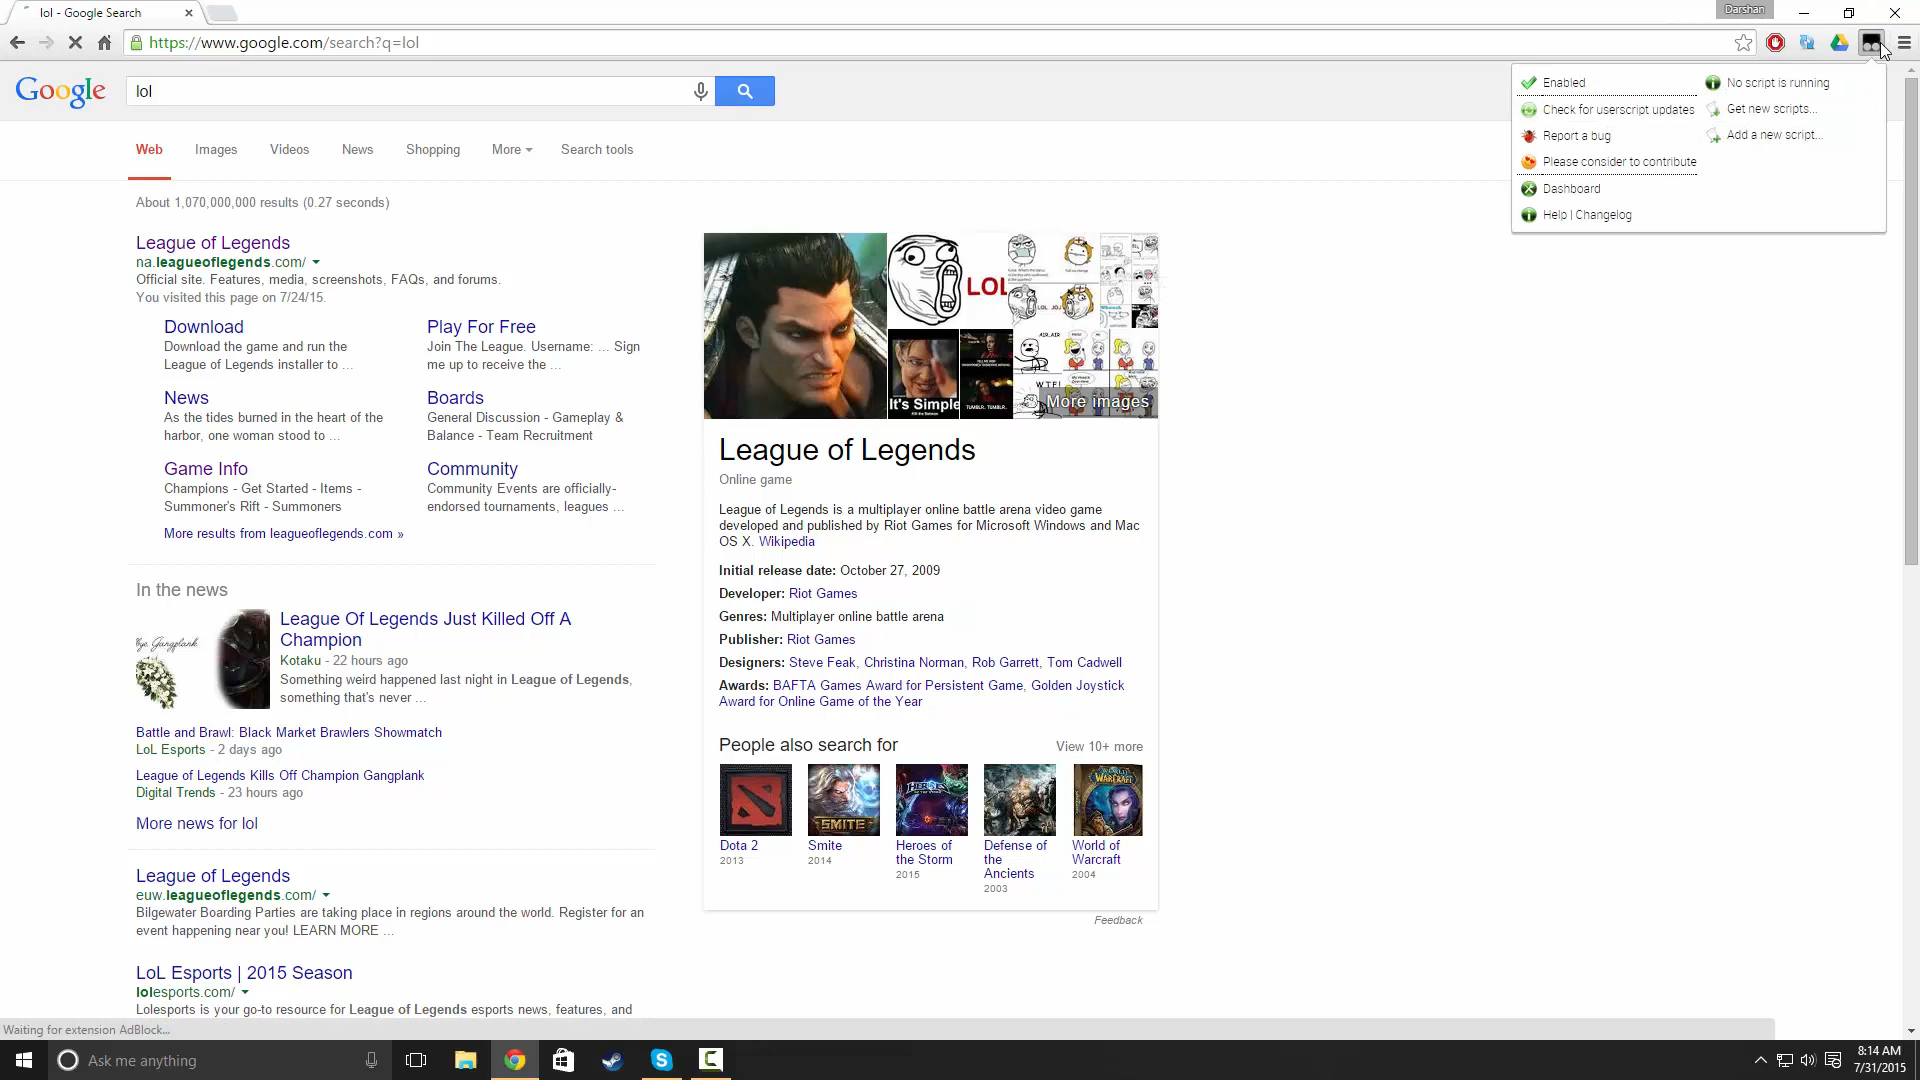 lol - Google Search
Darshan
https://www.google.com/search?q=lol
Google
lol
Enabled
Check for userscript updates
Report a bug
Please consider to contribute
Dashboard
Help | Changelog
No script is running
Get new scripts...
Add a new script...
Web Images Videos News Shopping More Search tools
About 1,070,000,000 results (0.27 seconds)
League of Legends
na.leagueoflegends.com/
Official site. Features, media, screenshots, FAQs, and forums.
You visited this page on 7/24/15.
Download
Download the game and run the
League of Legends installer to ...
Play For Free
Join The League. Username: ... Sign
me up to receive the ...
News
As the tides burned in the heart of the
harbor, one woman stood to ...
Boards
General Discussion - Gameplay &
Balance - Team Recruitment
Game Info
Champions - Get Started - Items -
Summoner's Rift - Summoners
Community
Community Events are officially-
endorsed tournaments, leagues ...
More results from leagueoflegends.com »
In the news
League Of Legends Just Killed Off A
Champion
Kotaku - 22 hours ago
Something weird happened last night in League of Legends,
something that's never ...
Battle and Brawl: Black Market Brawlers Showmatch
LoL Esports - 2 days ago
League of Legends Kills Off Champion Gangplank
Digital Trends - 23 hours ago
More news for lol
League of Legends
euw.leagueoflegends.com/
Bilgewater Boarding Parties are taking place in regions around the world. Register for an
event happening near you! LEARN MORE ...
LoL Esports | 2015 Season
lolesports.com/
Lolesports is your go-to resource for League of Legends esports news, features, and
LOL
It's Simple
TUMBLR. TUMBLR.
AIR, AIR
WTF!
More images
League of Legends
Online game
League of Legends is a multiplayer online battle arena video game
developed and published by Riot Games for Microsoft Windows and Mac
OS X. Wikipedia
Initial release date: October 27, 2009
Developer: Riot Games
Genres: Multiplayer online battle arena
Publisher: Riot Games
Designers: Steve Feak, Christina Norman, Rob Garrett, Tom Cadwell
Awards: BAFTA Games Award for Persistent Game, Golden Joystick
Award for Online Game of the Year
People also search for
View 10+ more
SMITE
HEROES
WARCRAFT
Dota 2
2013
Smite
2014
Heroes of
the Storm
2015
Defense of
the
Ancients
2003
World of
Warcraft
2004
Feedback
Waiting for extension AdBlock...
Ask me anything
8:14 AM
7/31/2015